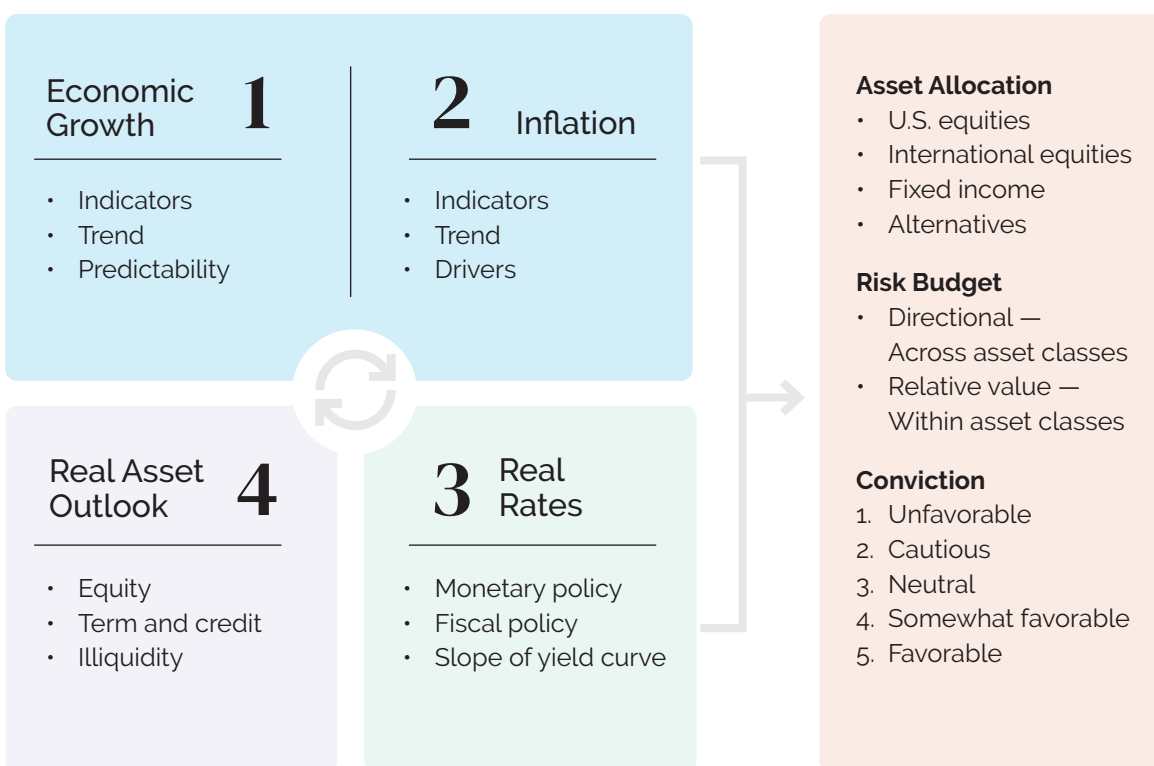 Economic
Growth
1
• Indicators
• Trend
• Predictability
2
Inflation
• Indicators
• Trend
• Drivers
Real Asset
Outlook
4
• Equity
• Term and credit
• Illiquidity
3
Real
Rates
• Monetary policy
• Fiscal policy
• Slope of yield curve
Asset Allocation
• U.S. equities
• International equities
• Fixed income
• Alternatives
Risk Budget
• Directional —
Across asset classes
• Relative value —
Within asset classes
Conviction
1. Unfavorable
2. Cautious
3. Neutral
4. Somewhat favorable
5. Favorable